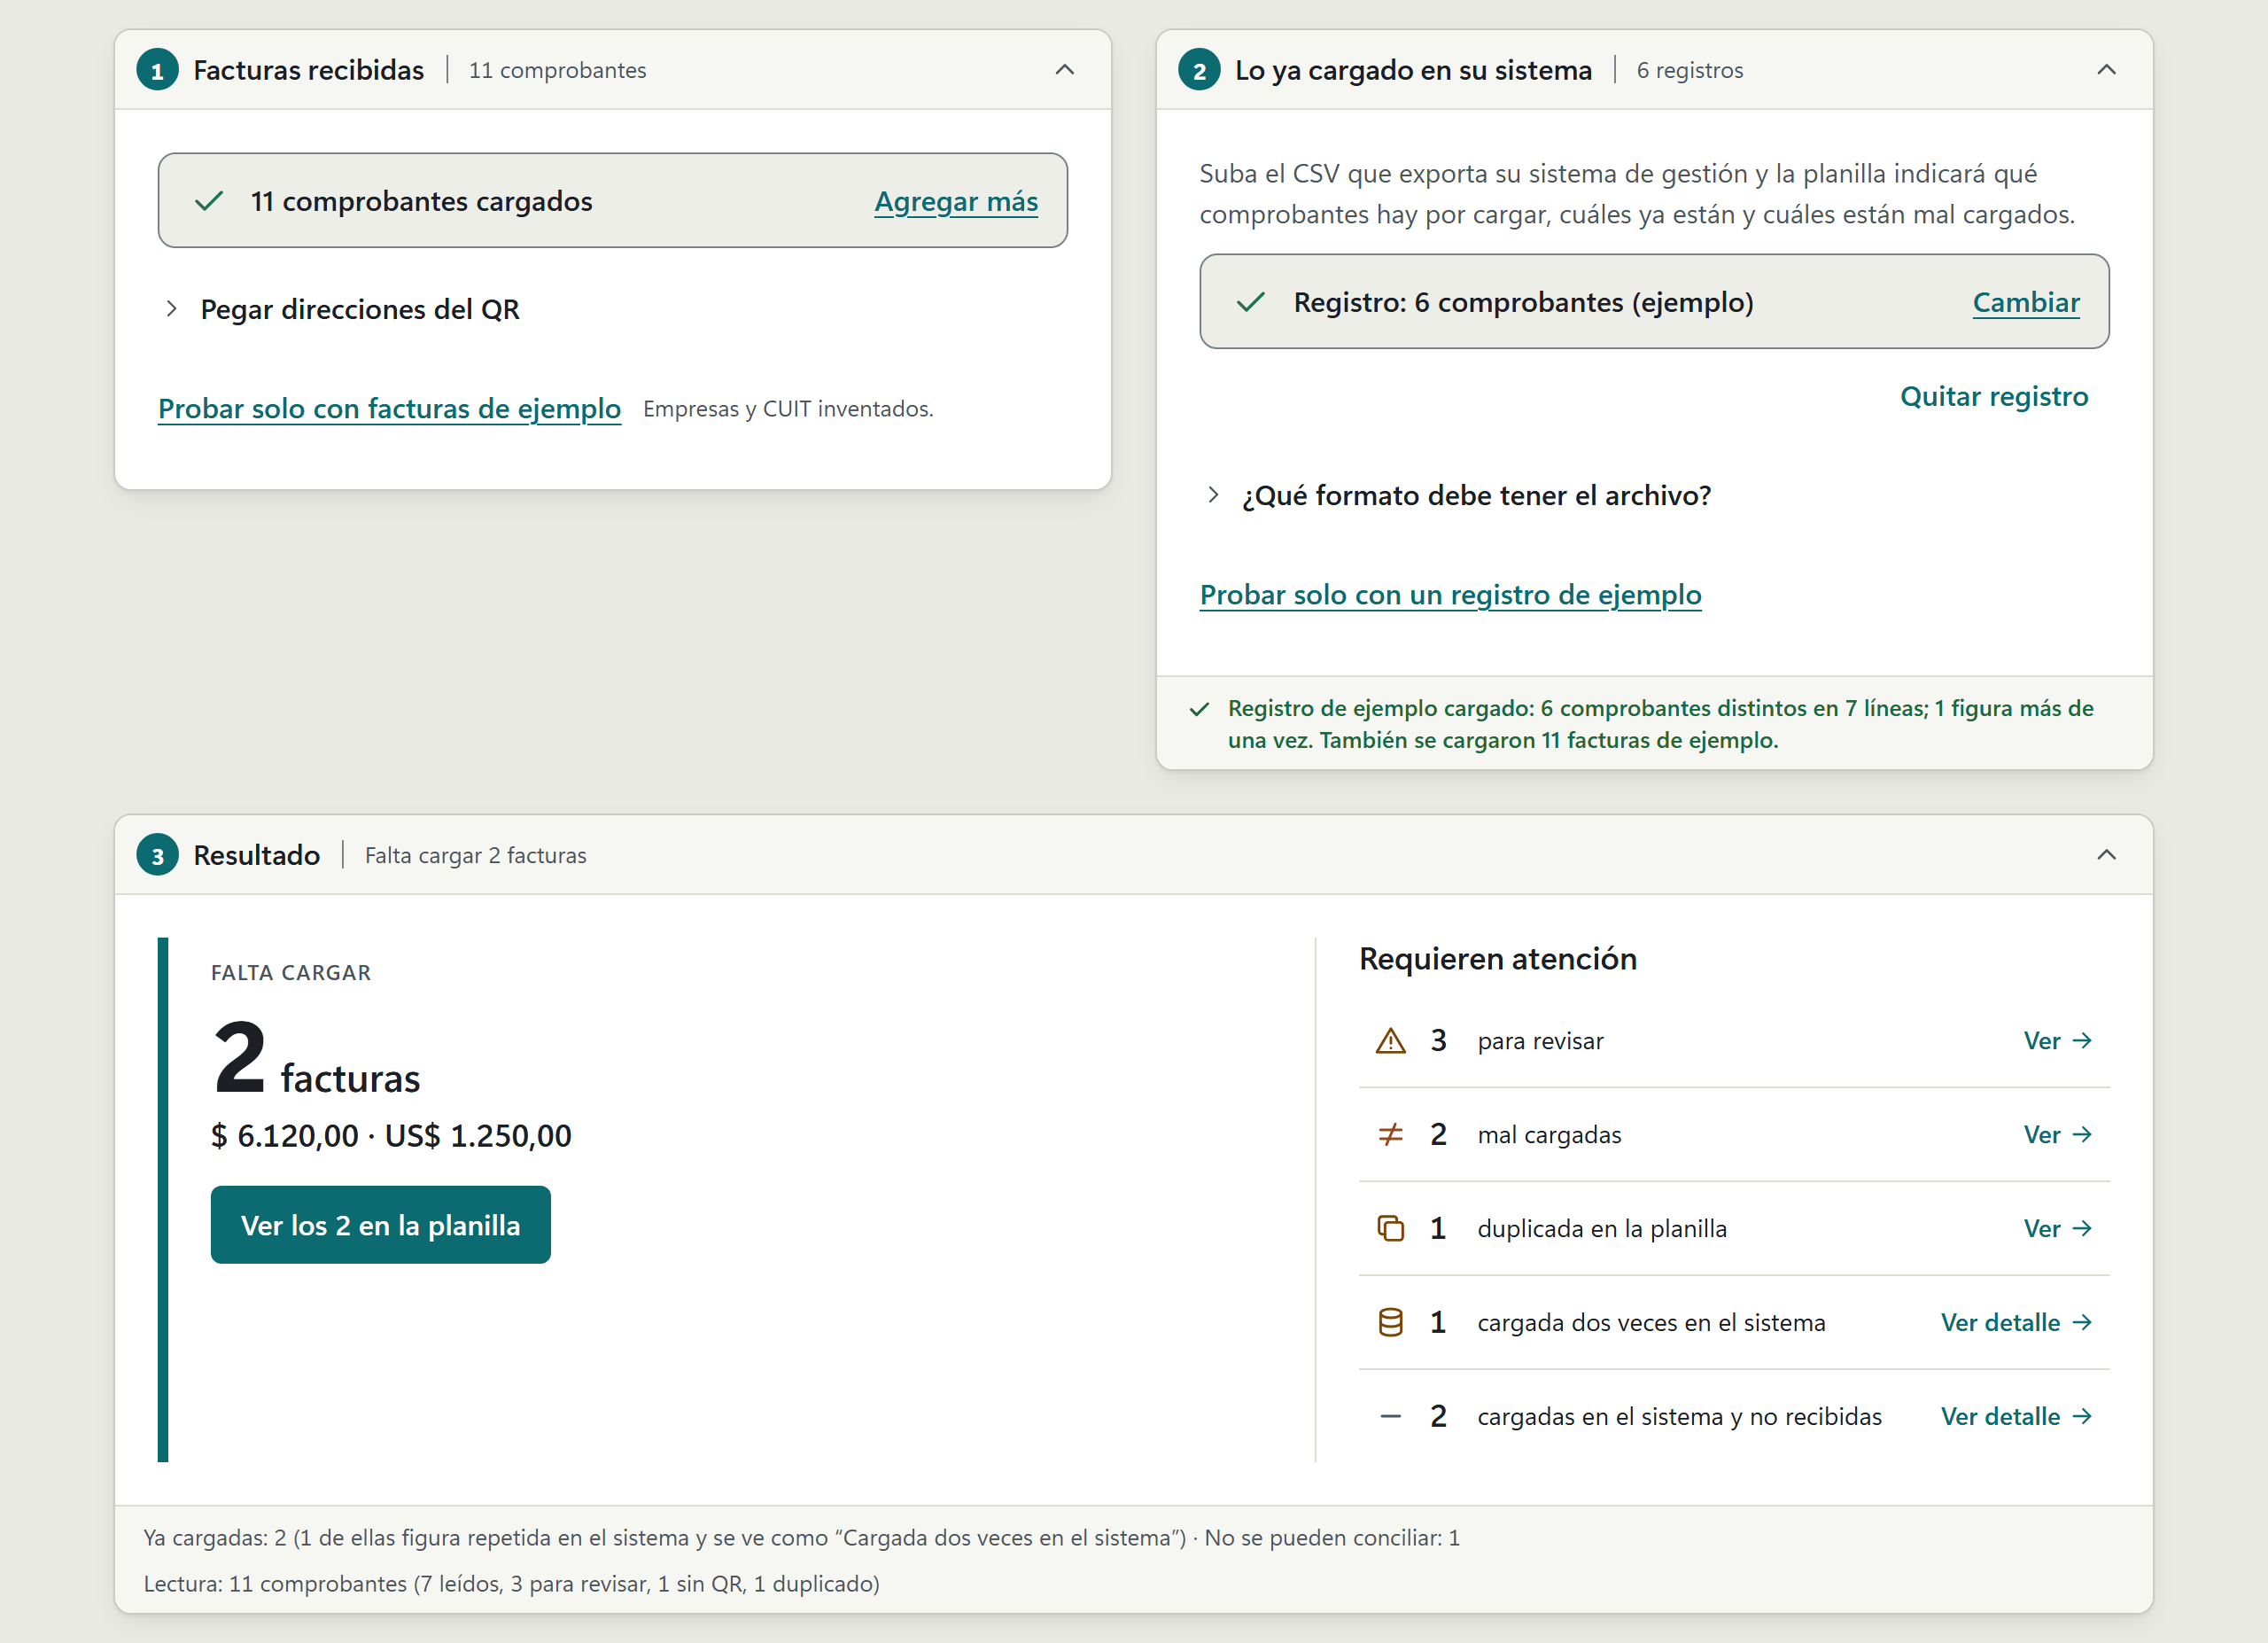 1 Facturas recibidas | 11 comprobantes
11 comprobantes cargados Agregar más
Pegar direcciones del QR
Probar solo con facturas de ejemplo Empresas y CUIT inventados.
2 Lo ya cargado en su sistema | 6 registros
Suba el CSV que exporta su sistema de gestión y la planilla indicará qué
comprobantes hay por cargar, cuáles ya están y cuáles están mal cargados.
Registro: 6 comprobantes (ejemplo) Cambiar
Quitar registro
¿Qué formato debe tener el archivo?
Probar solo con un registro de ejemplo
Registro de ejemplo cargado: 6 comprobantes distintos en 7 líneas; 1 figura más de
una vez. También se cargaron 11 facturas de ejemplo.
3 Resultado | Falta cargar 2 facturas
FALTA CARGAR
2 facturas
$ 6.120,00 · US$ 1.250,00
Ver los 2 en la planilla
Requieren atención
3 para revisar Ver →
≠ 2 mal cargadas Ver →
1 duplicada en la planilla Ver →
1 cargada dos veces en el sistema Ver detalle →
– 2 cargadas en el sistema y no recibidas Ver detalle →
Ya cargadas: 2 (1 de ellas figura repetida en el sistema y se ve como “Cargada dos veces en el sistema”) · No se pueden conciliar: 1
Lectura: 11 comprobantes (7 leídos, 3 para revisar, 1 sin QR, 1 duplicado)